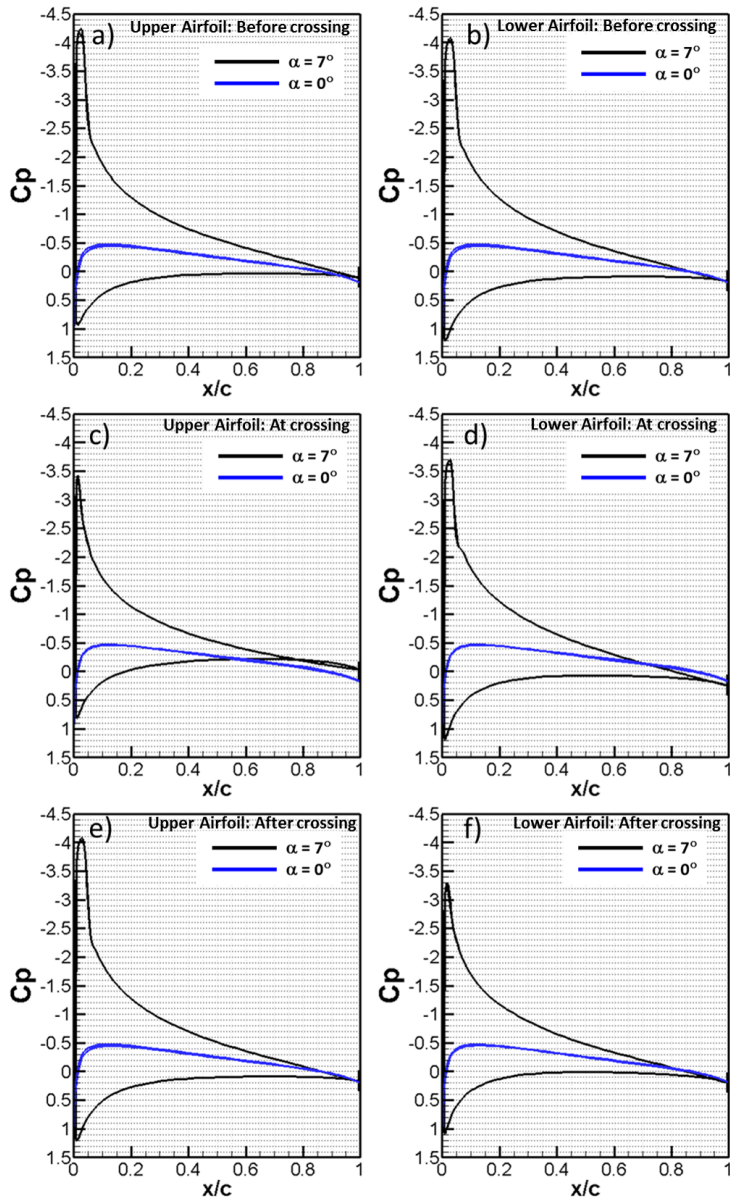 a) Upper Airfoil: Before crossing
α = 7°
α = 0°
Cp
-4.5
-4
-3.5
-3
-2.5
-2
-1.5
-1
-0.5
0
0.5
1
1.5
0 0.2 0.4 0.6 0.8 1
x/c
b) Lower Airfoil: Before crossing
α = 7°
α = 0°
Cp
-4.5
-4
-3.5
-3
-2.5
-2
-1.5
-1
-0.5
0
0.5
1
1.5
0 0.2 0.4 0.6 0.8 1
x/c
c) Upper Airfoil: At crossing
α = 7°
α = 0°
Cp
-4.5
-4
-3.5
-3
-2.5
-2
-1.5
-1
-0.5
0
0.5
1
1.5
0 0.2 0.4 0.6 0.8 1
x/c
d) Lower Airfoil: At crossing
α = 7°
α = 0°
Cp
-4.5
-4
-3.5
-3
-2.5
-2
-1.5
-1
-0.5
0
0.5
1
1.5
0 0.2 0.4 0.6 0.8 1
x/c
e) Upper Airfoil: After crossing
α = 7°
α = 0°
Cp
-4.5
-4
-3.5
-3
-2.5
-2
-1.5
-1
-0.5
0
0.5
1
1.5
0 0.2 0.4 0.6 0.8 1
x/c
f) Lower Airfoil: After crossing
α = 7°
α = 0°
Cp
-4.5
-4
-3.5
-3
-2.5
-2
-1.5
-1
-0.5
0
0.5
1
1.5
0 0.2 0.4 0.6 0.8 1
x/c